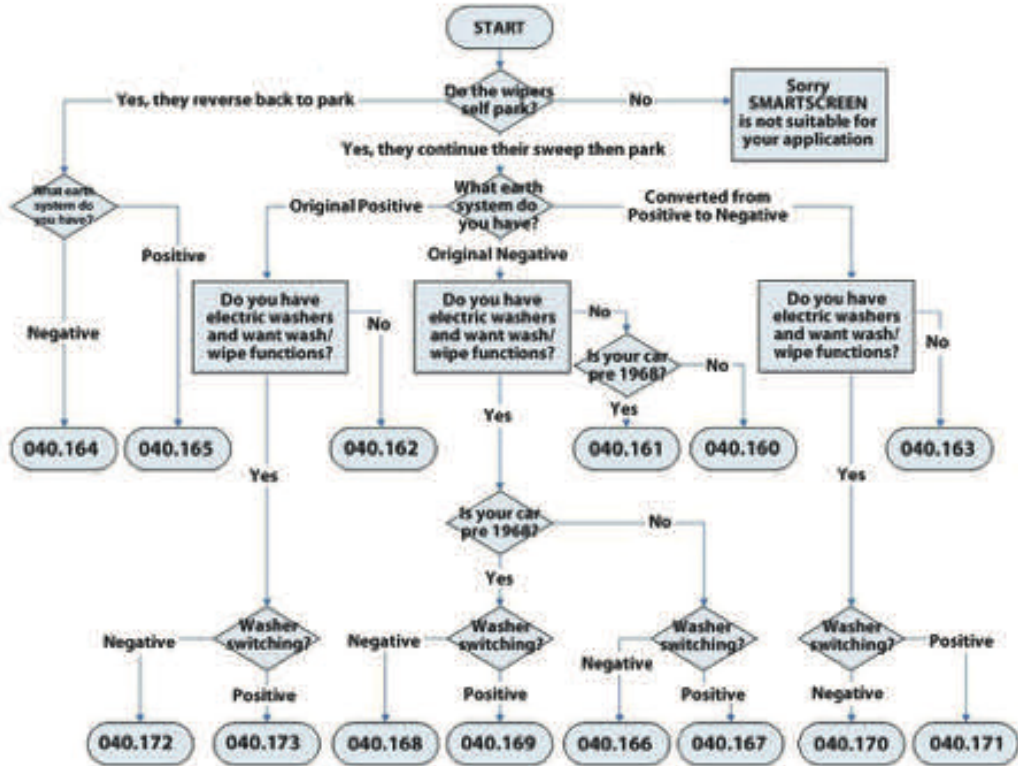 START
Do the wipers
self park?
Yes, they reverse back to park
No
Sorry
SMARTSCREEN
is not suitable for
your application
Yes, they continue their sweep then park
What earth
system do
you have?
What earth
system do
you have?
Original Positive
Converted from
Positive to Negative
Positive
Original Negative
Negative
Do you have
electric washers
and want wash/
wipe functions?
No
Do you have
electric washers
and want wash/
wipe functions?
No
Is your car
pre 1968?
No
Yes
Do you have
electric washers
and want wash/
wipe functions?
No
Yes
040.164
040.165
040.162
040.161
040.160
040.163
Yes
Yes
Is your car
pre 1968?
No
Yes
Negative
Washer
switching?
Positive
Negative
Washer
switching?
Positive
Negative
Washer
switching?
Positive
Washer
switching?
Positive
Negative
040.172
040.173
040.168
040.169
040.166
040.167
040.170
040.171